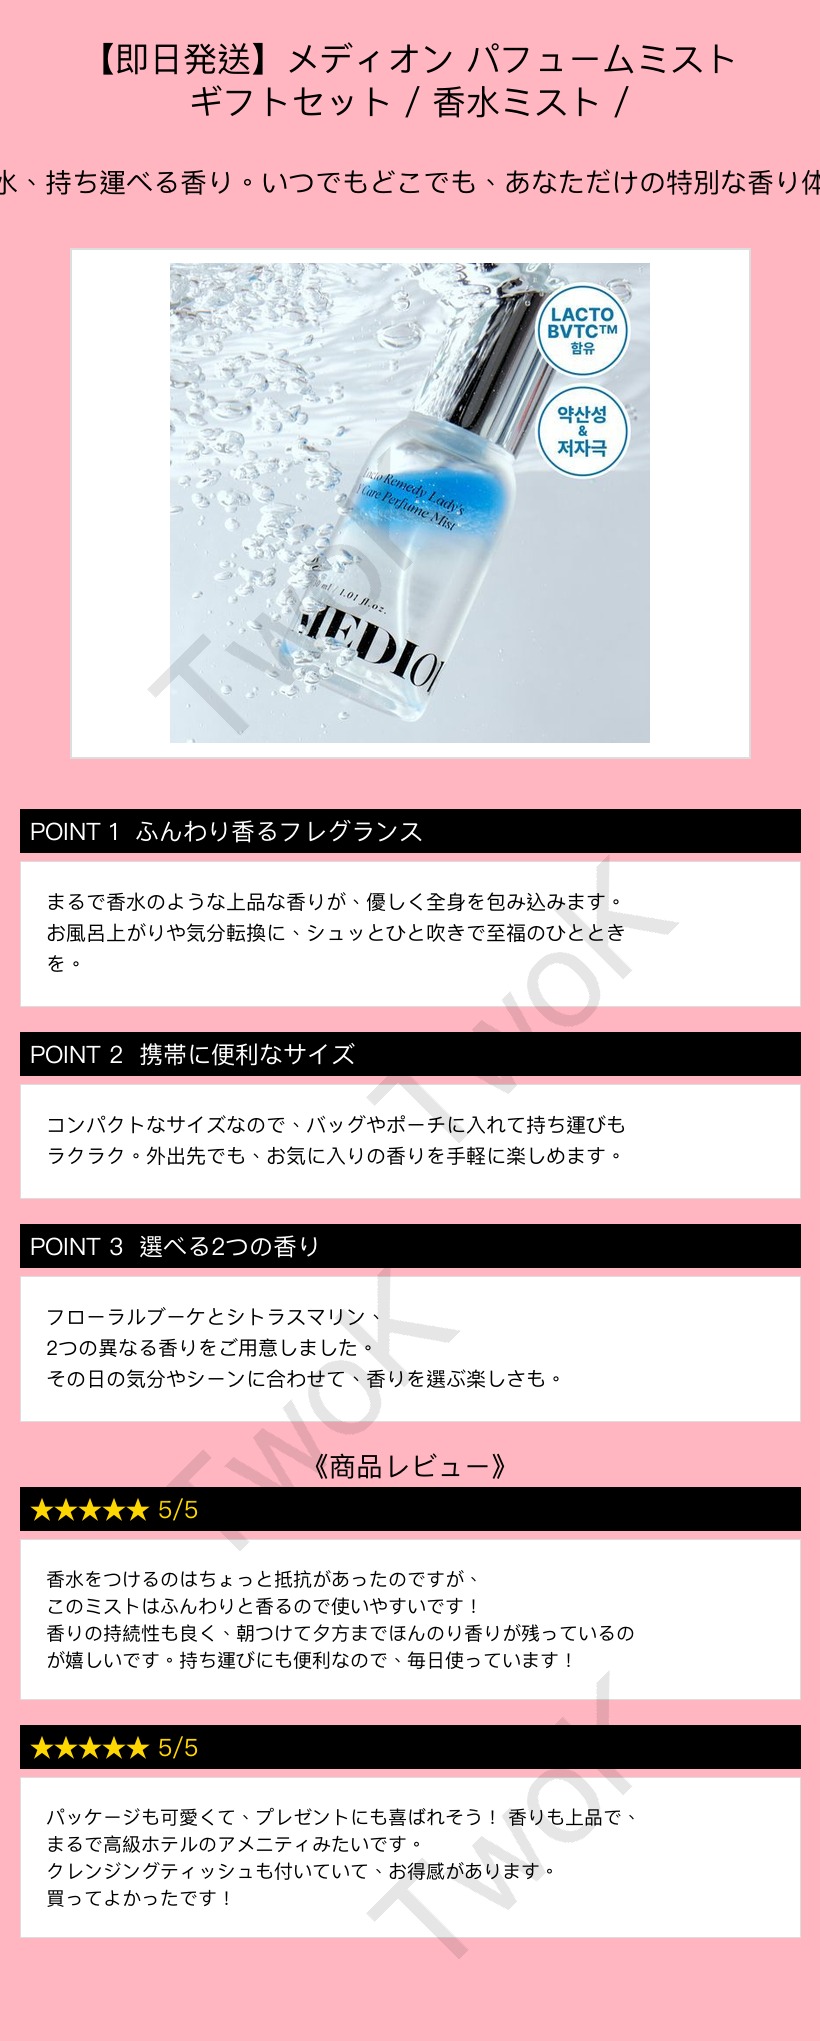 【即日発送】メディオン パフュームミスト
ギフトセット / 香水ミスト /
水、持ち運べる香り。いつでもどこでも、あなただけの特別な香り体
LACTO
BVTC™
함유
약산성
&
저자극
Lacto Remedy Lady's
Y Care Perfume Mist
ml / 1.01 fl.oz.
MEDIO
TwoK
POINT 1 ふんわり香るフレグランス
まるで香水のような上品な香りが、優しく全身を包み込みます。
お風呂上がりや気分転換に、シュッとひと吹きで至福のひととき
を。
TwoK
POINT 2 携帯に便利なサイズ
コンパクトなサイズなので、バッグやポーチに入れて持ち運びも
ラクラク。外出先でも、お気に入りの香りを手軽に楽しめます。
POINT 3 選べる2つの香り
フローラルブーケとシトラスマリン、
2つの異なる香りをご用意しました。
その日の気分やシーンに合わせて、香りを選ぶ楽しさも。
TwoK
《商品レビュー》
★★★★★ 5/5
香水をつけるのはちょっと抵抗があったのですが、
このミストはふんわりと香るので使いやすいです！
香りの持続性も良く、朝つけて夕方までほんのり香りが残っているの
が嬉しいです。持ち運びにも便利なので、毎日使っています！
★★★★★ 5/5
パッケージも可愛くて、プレゼントにも喜ばれそう！ 香りも上品で、
まるで高級ホテルのアメニティみたいです。
クレンジングティッシュも付いていて、お得感があります。
買ってよかったです！
TwoK